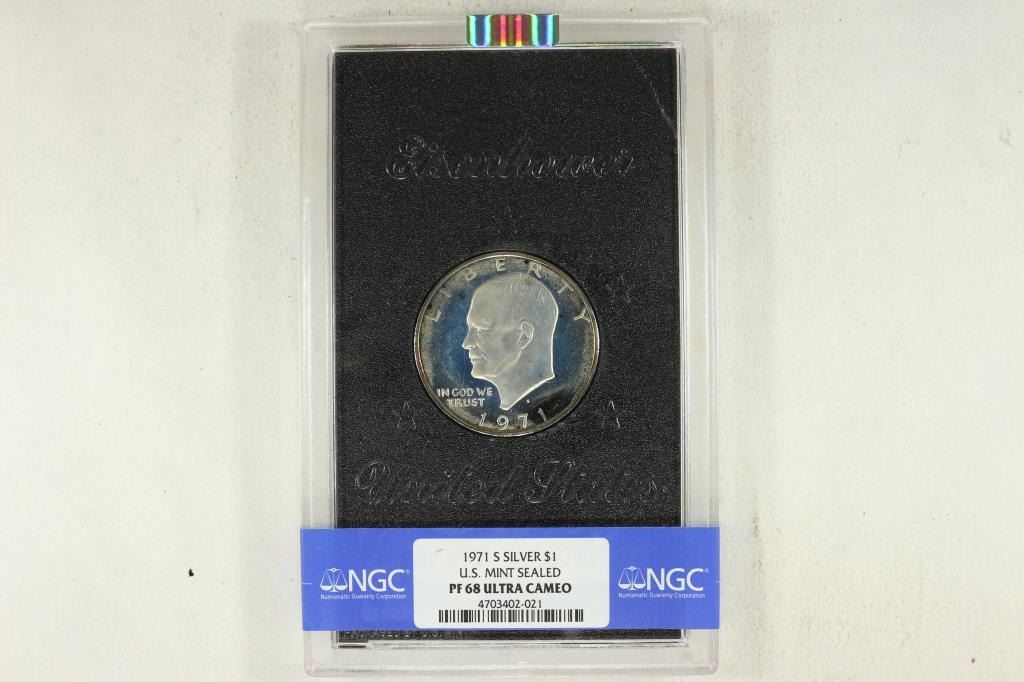 Eisenhower
LIBERTY
IN GOD WE
TRUST
S
1971
United States
NGC®
Numismatic Guaranty Corporation
1971 S SILVER $1
U.S. MINT SEALED
PF 68 ULTRA CAMEO
4703402-021
NGC®
Numismatic Guaranty Corporation